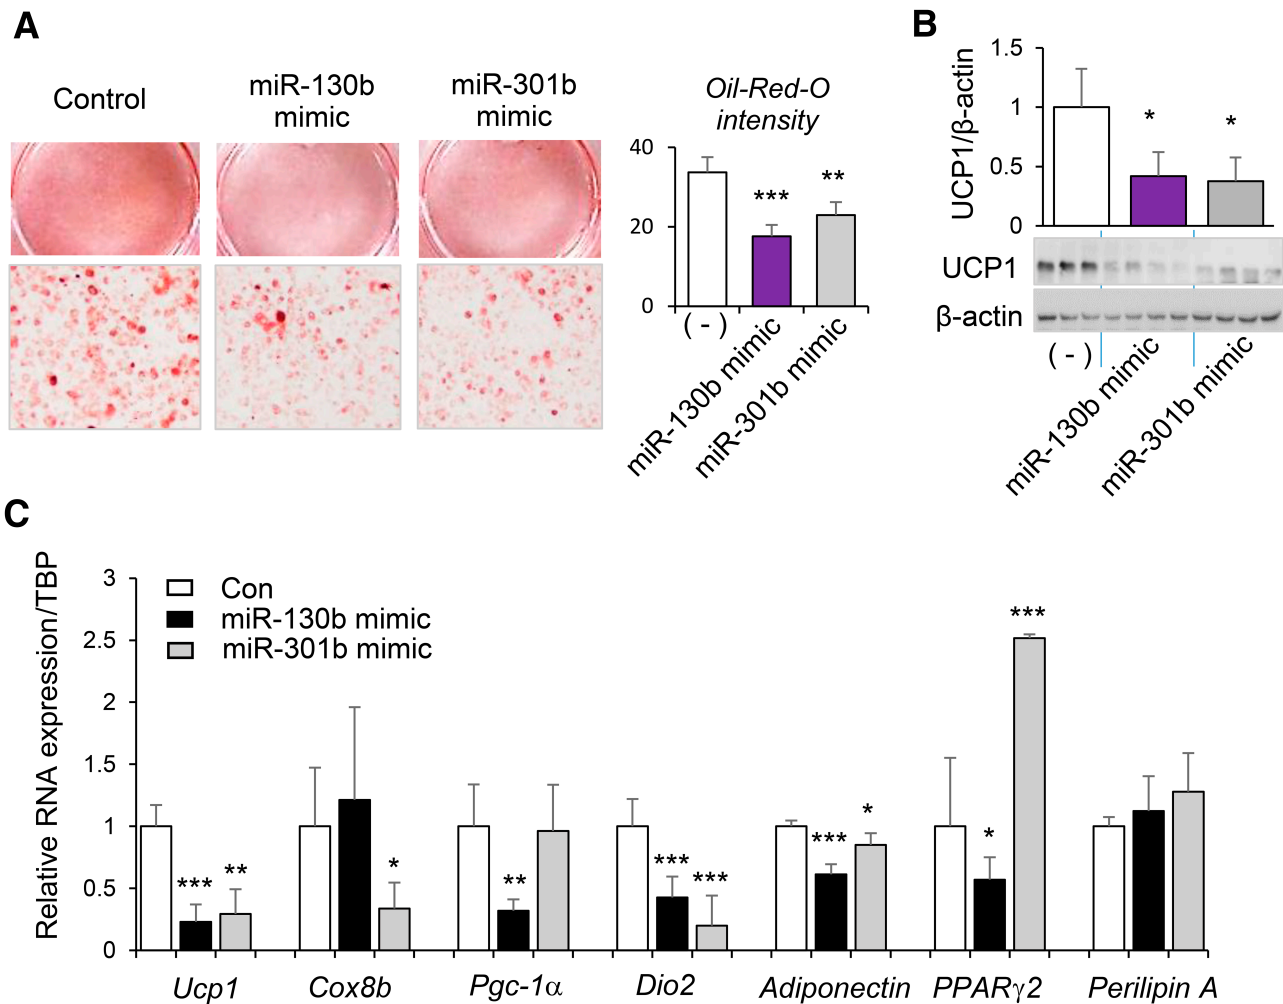 A
Control
miR-130b
mimic
miR-301b
mimic
Oil-Red-O
intensity
40
20
0
***
**
( - )
miR-130b mimic
miR-301b mimic
B
UCP1/β-actin
1.5
1
0.5
0
*
*
UCP1
β-actin
( - )
miR-130b mimic
miR-301b mimic
C
Relative RNA expression/TBP
3
2.5
2
1.5
1
0.5
0
Con
miR-130b mimic
miR-301b mimic
***
**
*
**
***
***
***
*
*
***
Ucp1
Cox8b
Pgc-1α
Dio2
Adiponectin
PPARγ2
Perilipin A